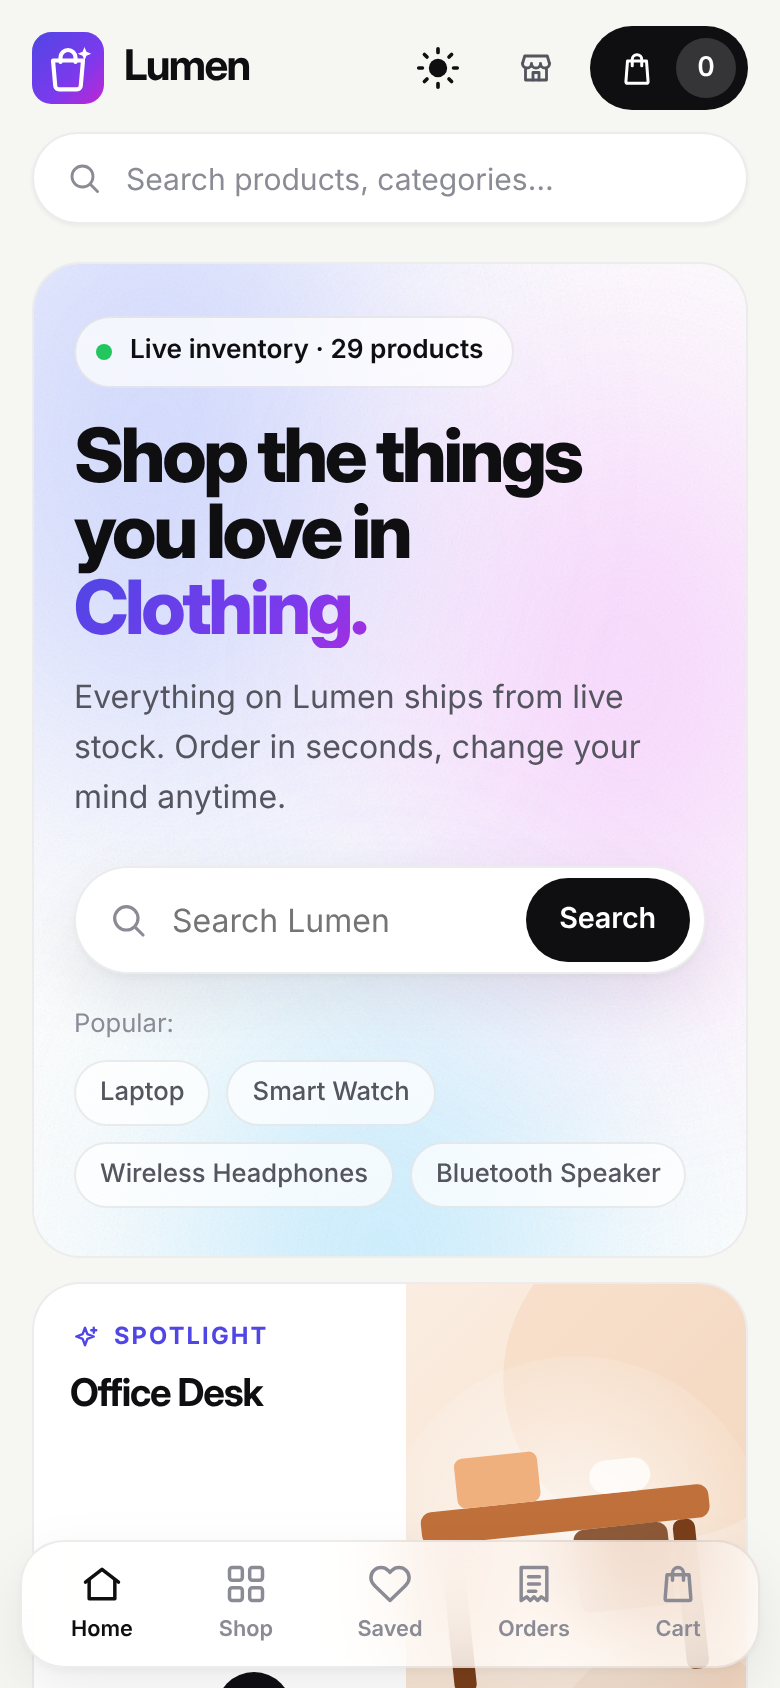 Lumen
0
Search products, categories...
Live inventory · 29 products
Shop the things
you love in
Clothing.
Everything on Lumen ships from live
stock. Order in seconds, change your
mind anytime.
Search Lumen
Search
Popular:
Laptop
Smart Watch
Wireless Headphones
Bluetooth Speaker
SPOTLIGHT
Office Desk
Home
Shop
Saved
Orders
Cart